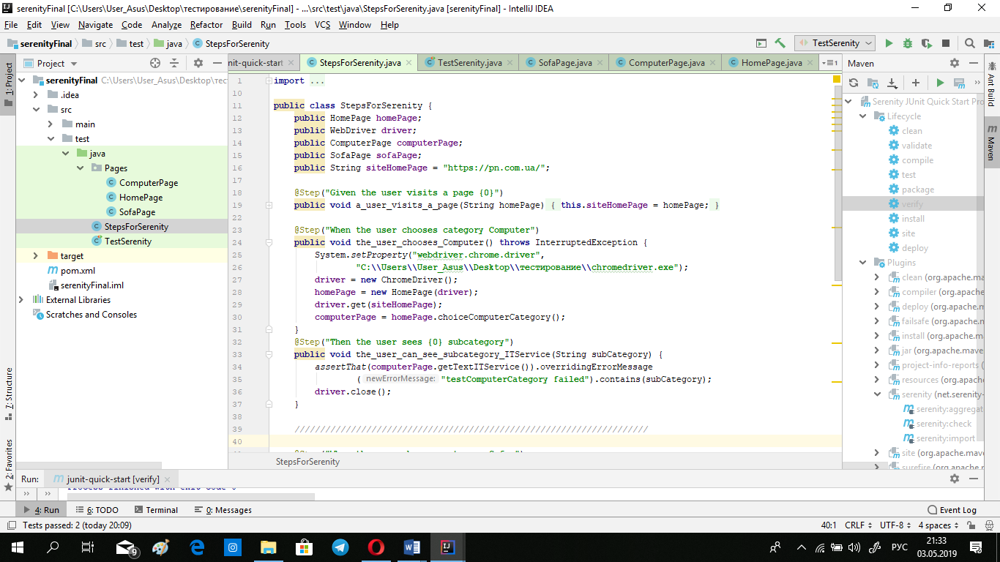 serenityFinal [C:\Users\User_Asus\Desktop\тестирование\serenityFinal] - ...\src\test\java\StepsForSerenity.java [serenityFinal] - IntelliJ IDEA
File Edit View Navigate Code Analyze Refactor Build Run Tools VCS Window Help
serenityFinal src test java StepsForSerenity TestSerenity
1: Project
7: Structure
2: Favorites
Project
serenityFinal C:\Users\User_Asus\Desktop\тест
.idea
src
main
test
java
Pages
ComputerPage
HomePage
SofaPage
StepsForSerenity
TestSerenity
target
pom.xml
serenityFinal.iml
External Libraries
Scratches and Consoles
nit-quick-start StepsForSerenity.java TestSerenity.java SofaPage.java ComputerPage.java HomePage.java 1
1 import ...
10
11 public class StepsForSerenity {
12 public HomePage homePage;
13 public WebDriver driver;
14 public ComputerPage computerPage;
15 public SofaPage sofaPage;
16 public String siteHomePage = "https://pn.com.ua/";
17
18 @Step("Given the user visits a page {0}")
19 public void a_user_visits_a_page(String homePage) { this.siteHomePage = homePage; }
22
23 @Step("When the user chooses category Computer")
24 public void the_user_chooses_Computer() throws InterruptedException {
25 System.setProperty("webdriver.chrome.driver",
26 "C:\\Users\\User_Asus\\Desktop\\тестирование\\chromedriver.exe");
27 driver = new ChromeDriver();
28 homePage = new HomePage(driver);
29 driver.get(siteHomePage);
30 computerPage = homePage.choiceComputerCategory();
31 }
32 @Step("Then the user sees {0} subcategory")
33 public void the_user_can_see_subcategory_ITService(String subCategory) {
34 assertThat(computerPage.getTextITService()).overridingErrorMessage
35 ( newErrorMessage: "testComputerCategory failed").contains(subCategory);
36 driver.close();
37 }
38
39 /////////////////////////////////////////////////////////////////////
40
StepsForSerenity
Maven
Serenity JUnit Quick Start Pro
Lifecycle
clean
validate
compile
test
package
verify
install
site
deploy
Plugins
clean (org.apache.ma
compiler (org.apache
deploy (org.apache.m
failsafe (org.apache.m
install (org.apache.m
jar (org.apache.mave
project-info-reports (
resources (org.apach
serenity (net.serenity-
serenity:aggregat
serenity:check
serenity:import
site (org.apache.mave
surefire (org.apache.m
Ant Build
Maven
Run: junit-quick-start [verify]
Process finished with exit code 0
4: Run 6: TODO Terminal 0: Messages Event Log
Tests passed: 2 (today 20:09) 40:1 CRLF UTF-8 4 spaces
9 РУС 21:33
03.05.2019